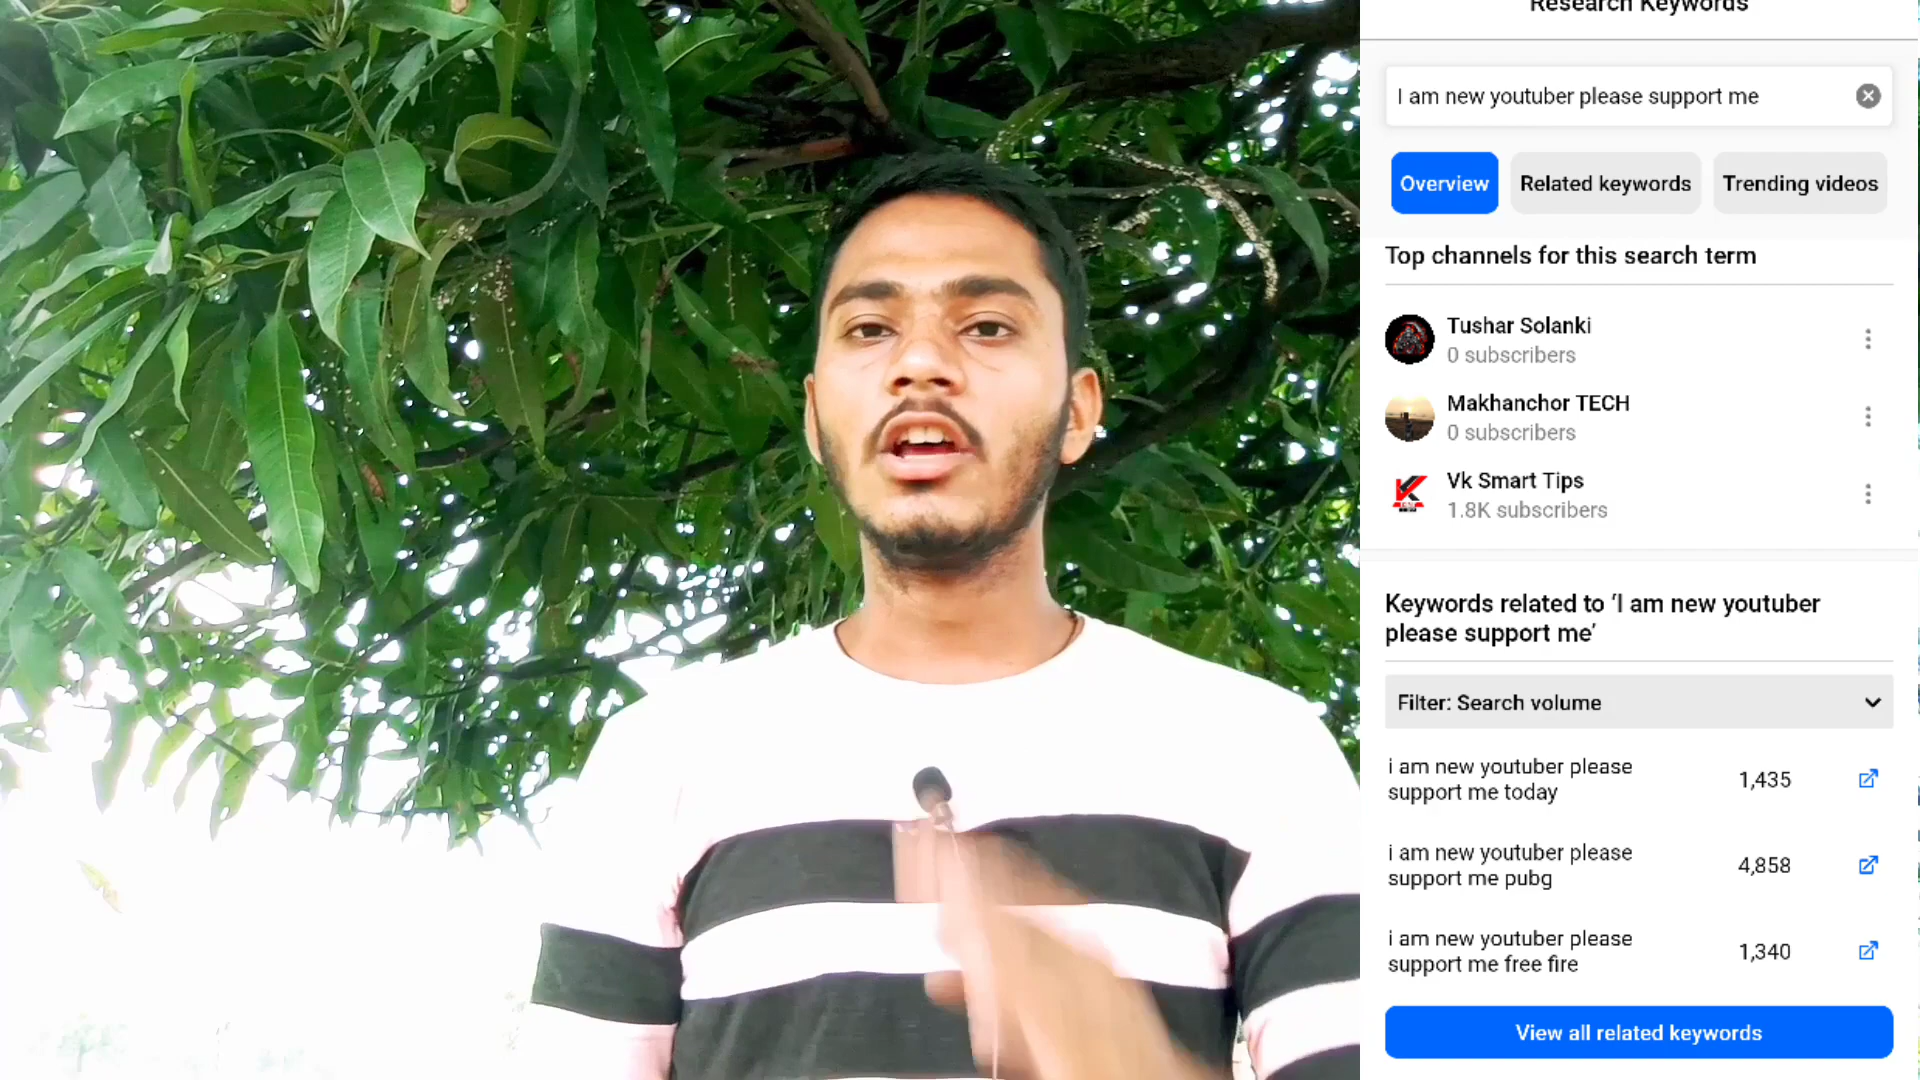 Research Keywords
I am new youtuber please support me
Overview
Related keywords
Trending videos
Top channels for this search term
Tushar Solanki
0 subscribers
Makhanchor TECH
0 subscribers
Vk Smart Tips
1.8K subscribers
Keywords related to 'I am new youtuber
please support me'
Filter: Search volume
i am new youtuber please
support me today
1,435
i am new youtuber please
support me pubg
4,858
i am new youtuber please
support me free fire
1,340
View all related keywords